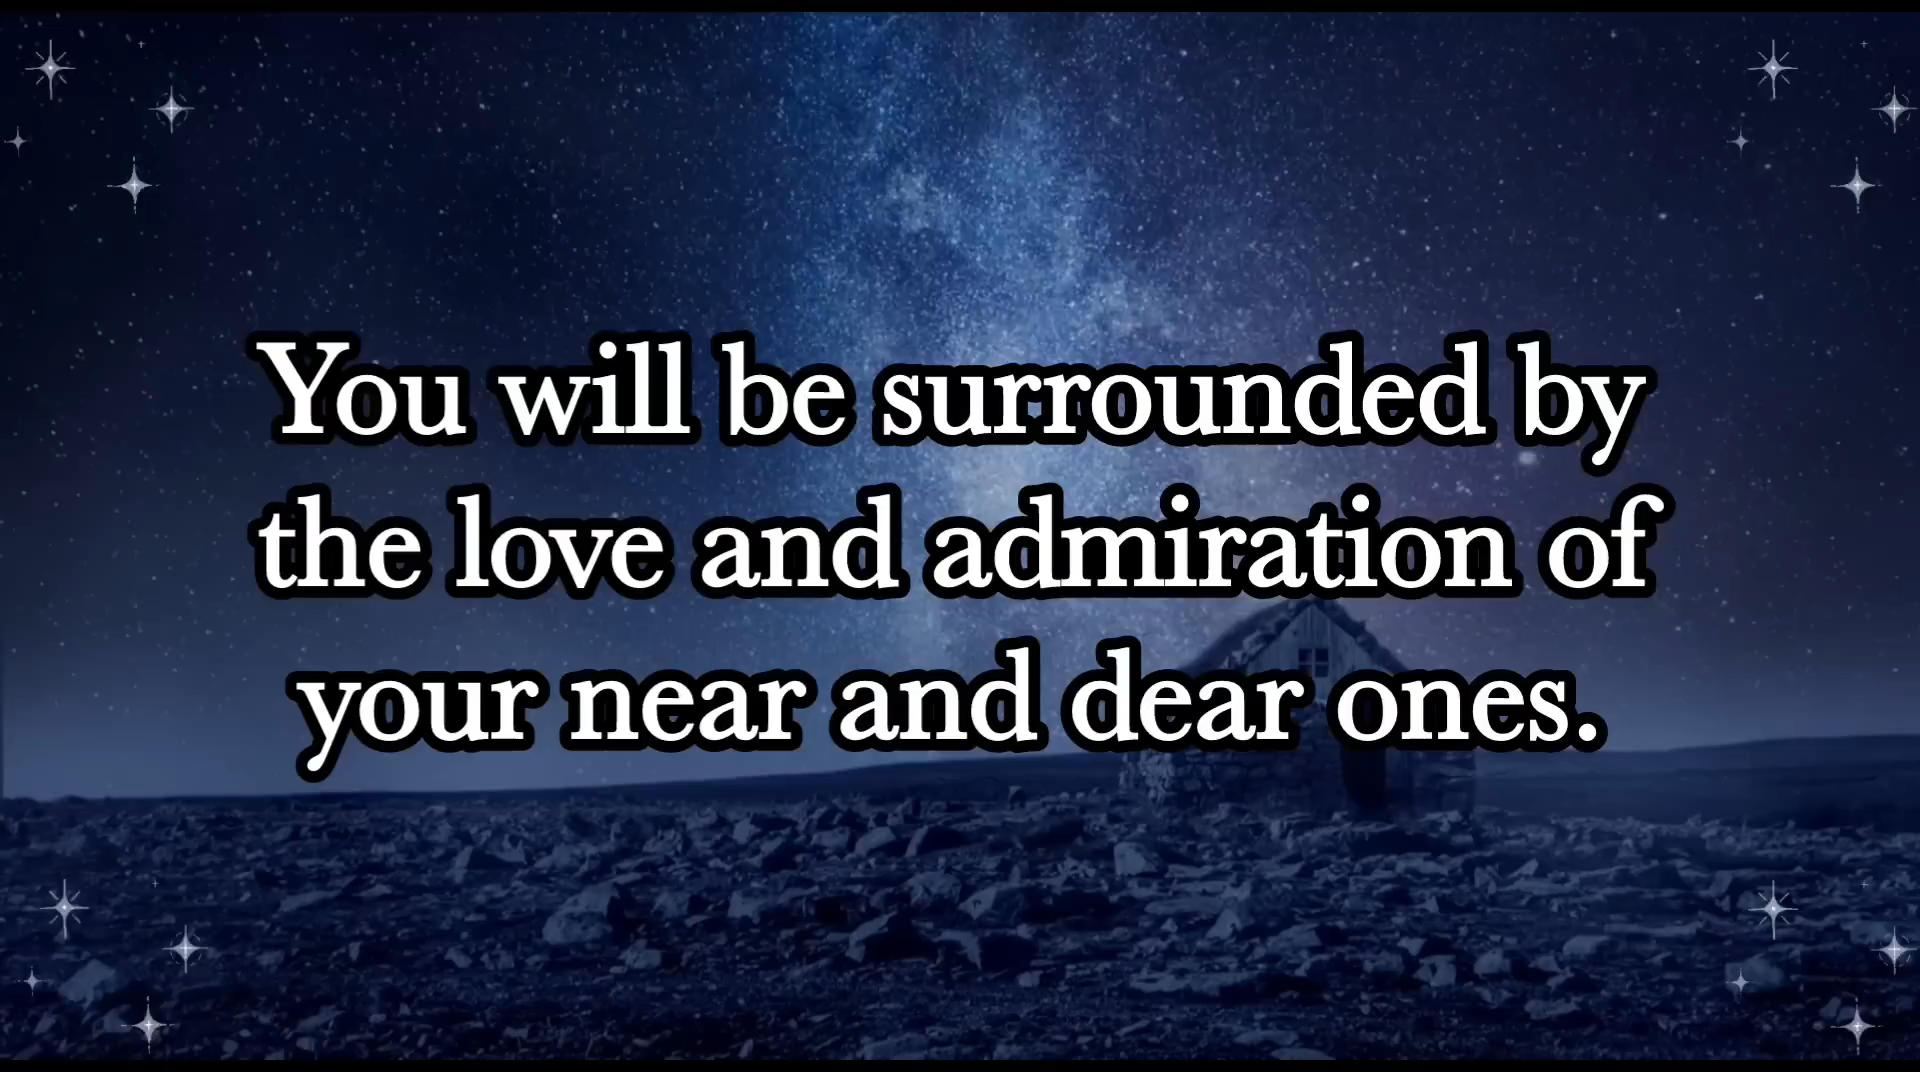 You will be surrounded by
the love and admiration of
your near and dear ones.